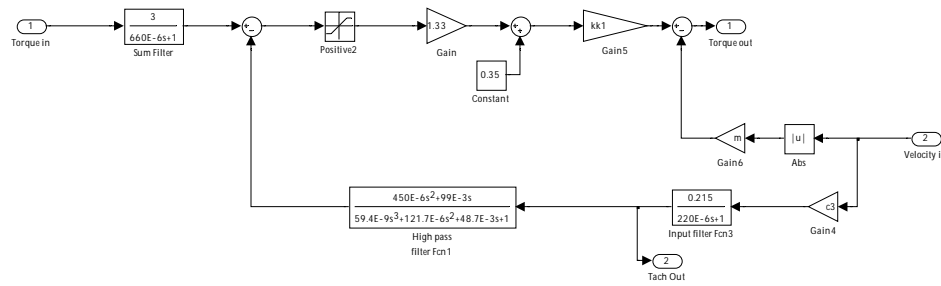 1
Torque in
3
660E-6s+1
Sum Filter
Positive2
1.33
Gain
0.35
Constant
kk1
Gain5
1
Torque out
m
Gain6
|u|
Abs
2
Velocity i
450E-6s²+99E-3s
59.4E-9s³+121.7E-6s²+48.7E-3s+1
High pass
filter Fcn1
0.215
220E-6s+1
Input filter Fcn3
c3
Gain4
2
Tach Out